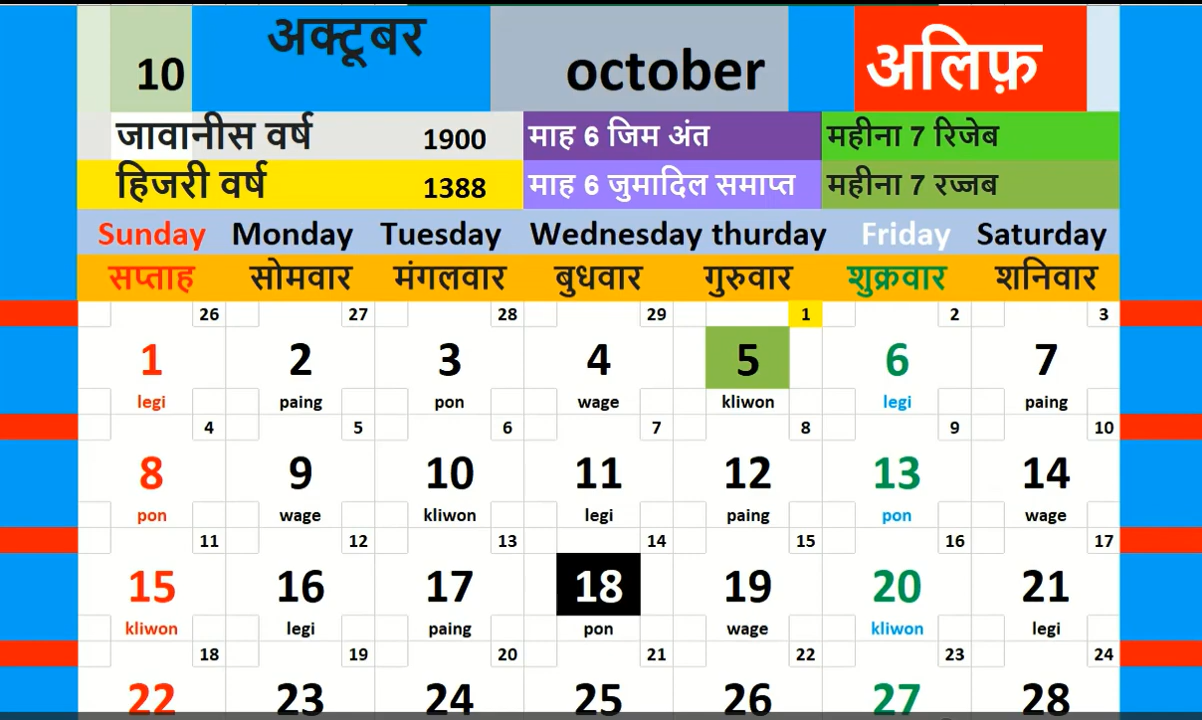 10 अक्टूबर october अलिफ़
जावानीस वर्ष 1900 माह 6 जिम अंत महीना 7 रिजेब
हिजरी वर्ष 1388 माह 6 जुमादिल समाप्त महीना 7 रज्जब
Sunday Monday Tuesday Wednesday thurday Friday Saturday
सप्ताह सोमवार मंगलवार बुधवार गुरुवार शुक्रवार शनिवार
26 27 28 29 1 2 3
1 2 3 4 5 6 7
legi paing pon wage kliwon legi paing
4 5 6 7 8 9 10
8 9 10 11 12 13 14
pon wage kliwon legi paing pon wage
11 12 13 14 15 16 17
15 16 17 18 19 20 21
kliwon legi paing pon wage kliwon legi
18 19 20 21 22 23 24
22 23 24 25 26 27 28